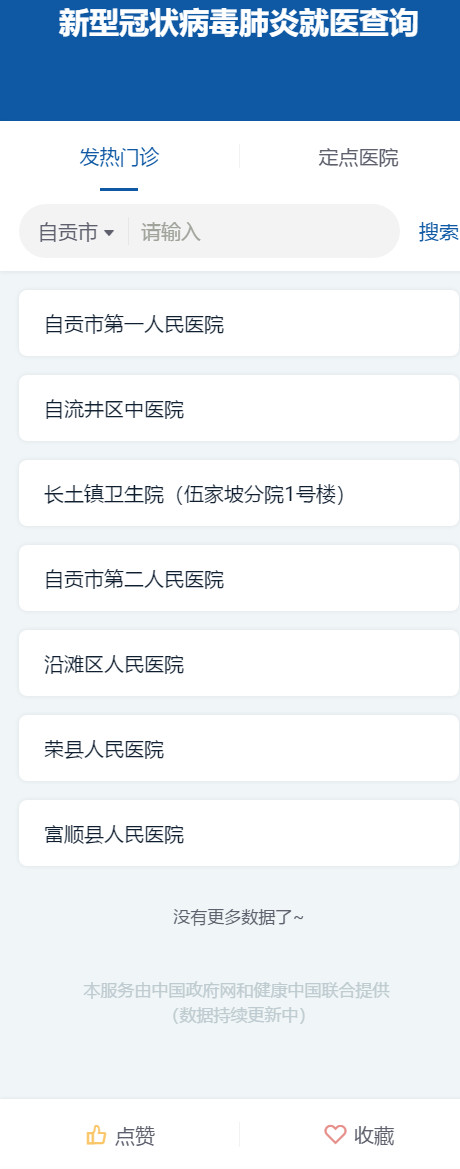 新型冠状病毒肺炎就医查询
发热门诊
定点医院
自贡市
请输入
搜索
自贡市第一人民医院
自流井区中医院
长土镇卫生院（伍家坡分院1号楼）
自贡市第二人民医院
沿滩区人民医院
荣县人民医院
富顺县人民医院
没有更多数据了~
本服务由中国政府网和健康中国联合提供
（数据持续更新中）
点赞
收藏